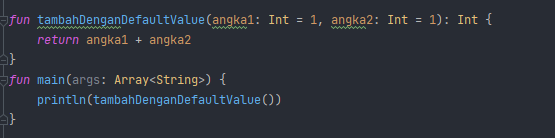 fun tambahDenganDefaultValue(angka1: Int = 1, angka2: Int = 1): Int {
    return angka1 + angka2
}
fun main(args: Array<String>) {
    println(tambahDenganDefaultValue())
}